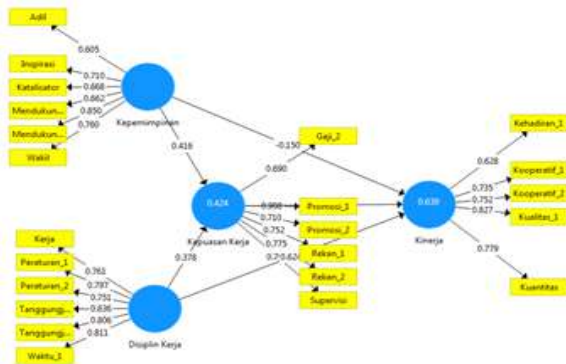 Adil
Inspirasi
Katalisator
Mendukun...
Mendukun...
Wakil
0.605
0.710
0.668
0.662
0.850
0.760
Kepemimpinan
0.416
-0.150
Gaji_2
0.690
0.424
Kepuasan Kerja
Promosi_1
Promosi_2
Rekan_1
Rekan_2
Supervisi
0.710
0.752
0.775
0.378
Kerja
Peraturan_1
Peraturan_2
Tanggungj...
Tanggungj...
Waktu_1
0.761
0.797
0.751
0.836
0.806
0.811
Disiplin Kerja
0.639
Kinerja
Kehadiran_1
Kooperatif_1
Kooperatif_2
Kualitas_1
Kuantitas
0.628
0.735
0.752
0.827
0.779